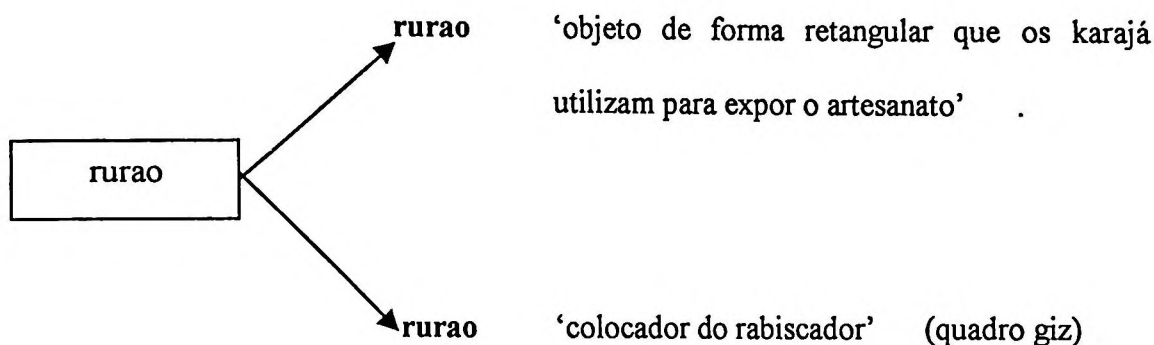 rurao ‘objeto de forma retangular que os karajá
utilizam para expor o artesanato’ .
rurao
rurao ‘colocador do rabiscador’ (quadro giz)